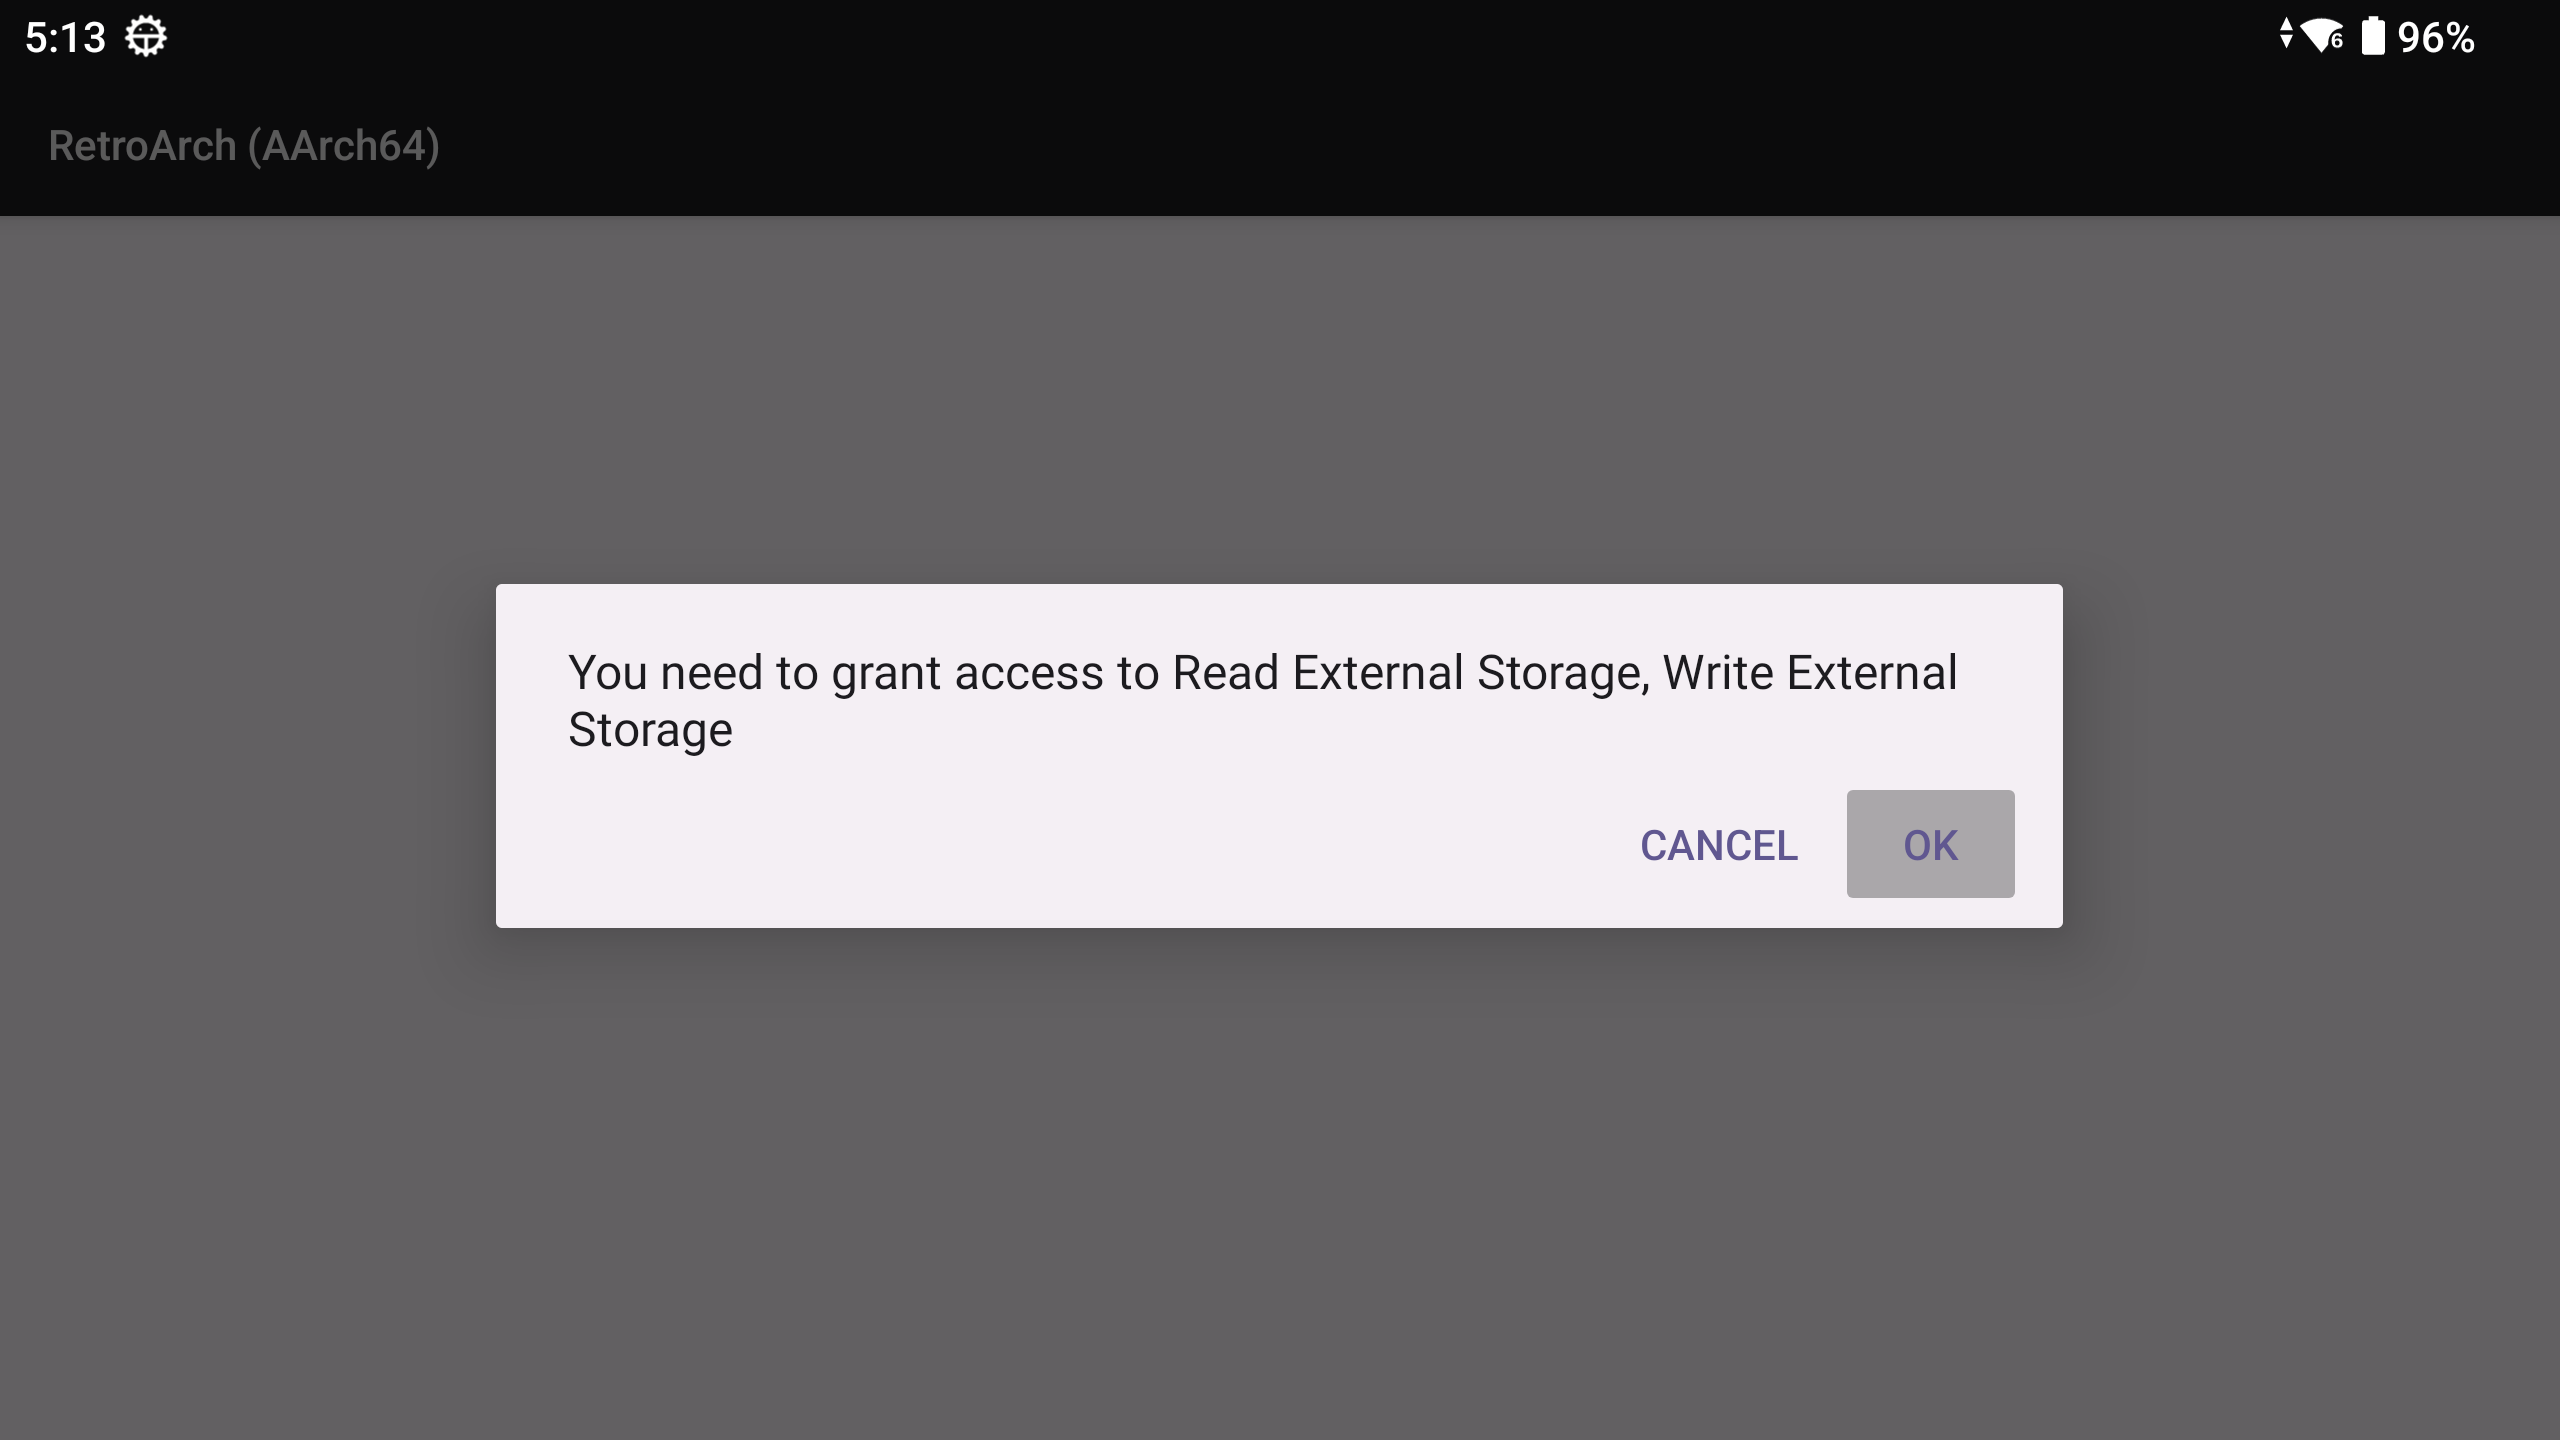 5:13
6 96%
RetroArch (AArch64)
You need to grant access to Read External Storage, Write External
Storage
CANCEL OK